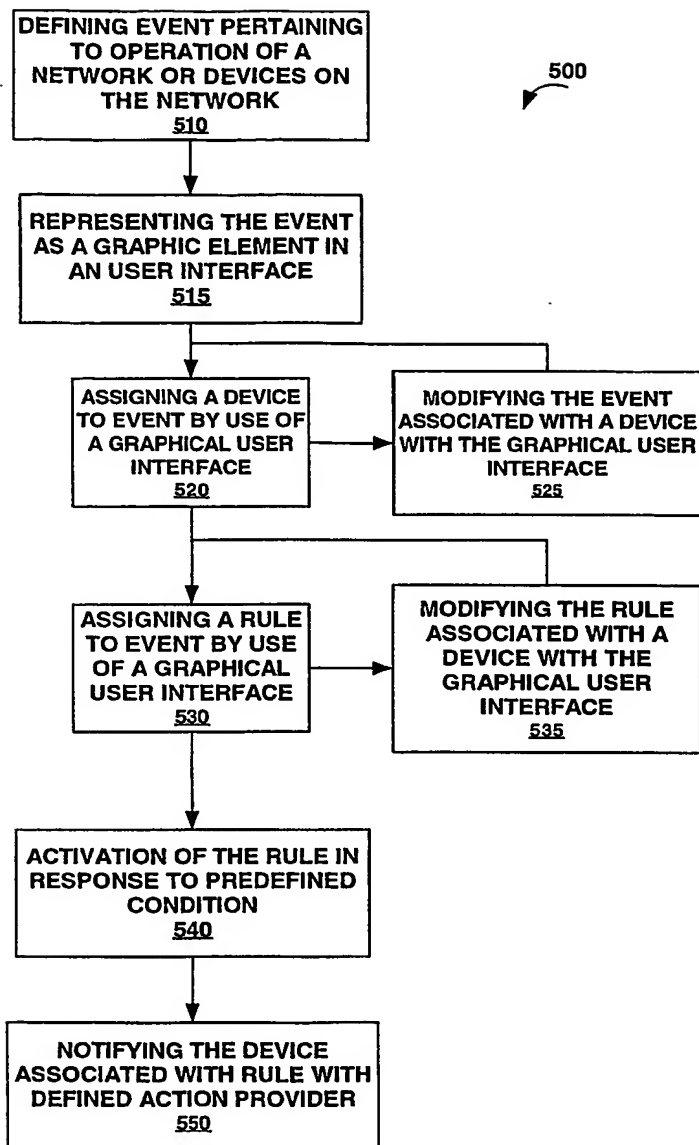 DEFINING EVENT PERTAINING
TO OPERATION OF A
NETWORK OR DEVICES ON
THE NETWORK
510
500
REPRESENTING THE EVENT
AS A GRAPHIC ELEMENT IN
AN USER INTERFACE
515
ASSIGNING A DEVICE
TO EVENT BY USE OF
A GRAPHICAL USER
INTERFACE
520
MODIFYING THE EVENT
ASSOCIATED WITH A DEVICE
WITH THE GRAPHICAL USER
INTERFACE
525
ASSIGNING A RULE
TO EVENT BY USE
OF A GRAPHICAL
USER INTERFACE
530
MODIFYING THE RULE
ASSOCIATED WITH A
DEVICE WITH THE
GRAPHICAL USER
INTERFACE
535
ACTIVATION OF THE RULE IN
RESPONSE TO PREDEFINED
CONDITION
540
NOTIFYING THE DEVICE
ASSOCIATED WITH RULE WITH
DEFINED ACTION PROVIDER
550